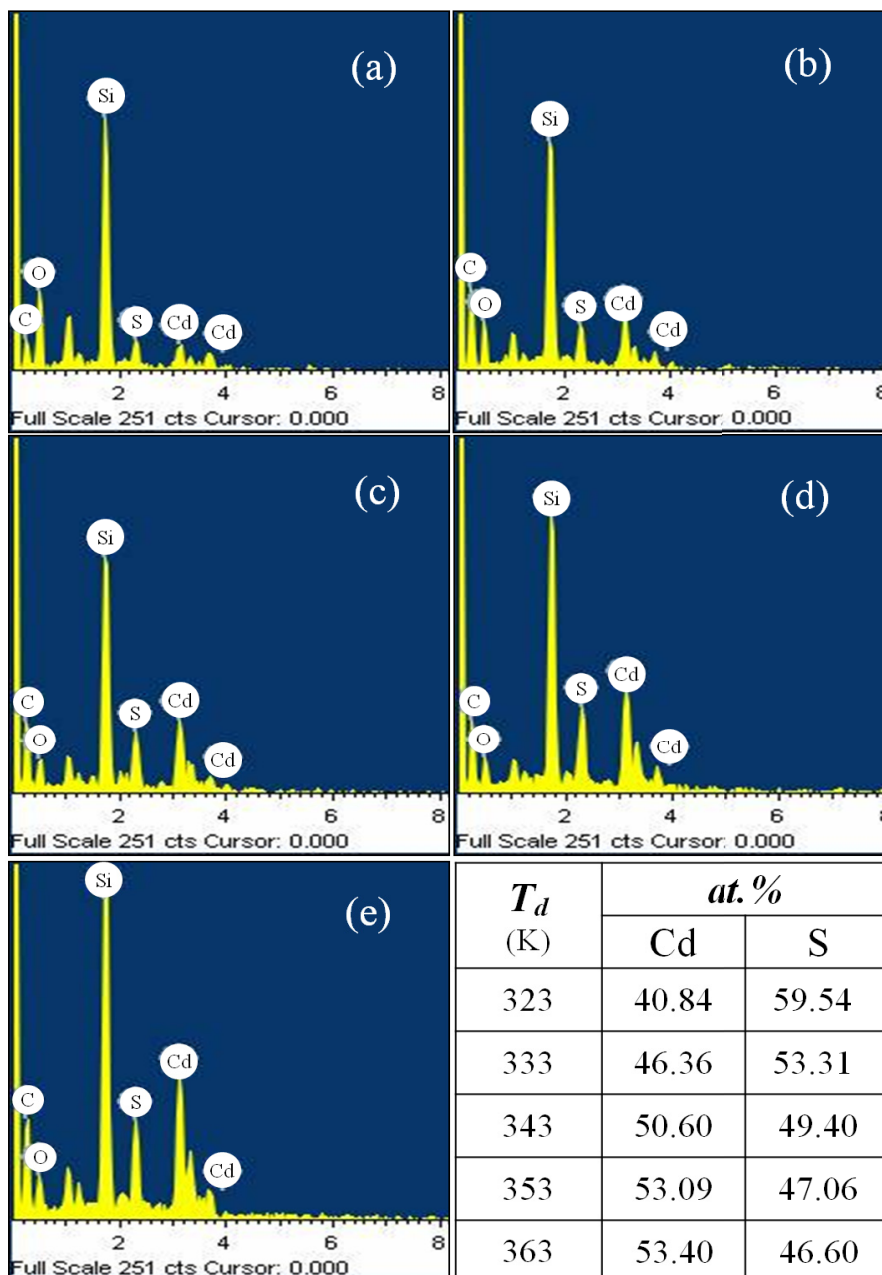 (a)
Si
O
C
S
Cd
Cd
2 4 6 8
Full Scale 251 cts Cursor: 0.000
(b)
Si
C
O
S
Cd
Cd
2 4 6 8
Full Scale 251 cts Cursor: 0.000
(c)
Si
C
O
S
Cd
Cd
2 4 6 8
Full Scale 251 cts Cursor: 0.000
(d)
Si
C
O
S
Cd
Cd
2 4 6 8
Full Scale 251 cts Cursor: 0.000
(e)
Si
C
O
S
Cd
Cd
2 4 6 8
Full Scale 251 cts Cursor: 0.000
T_d (K) at.%
Cd S
323 40.84 59.54
333 46.36 53.31
343 50.60 49.40
353 53.09 47.06
363 53.40 46.60